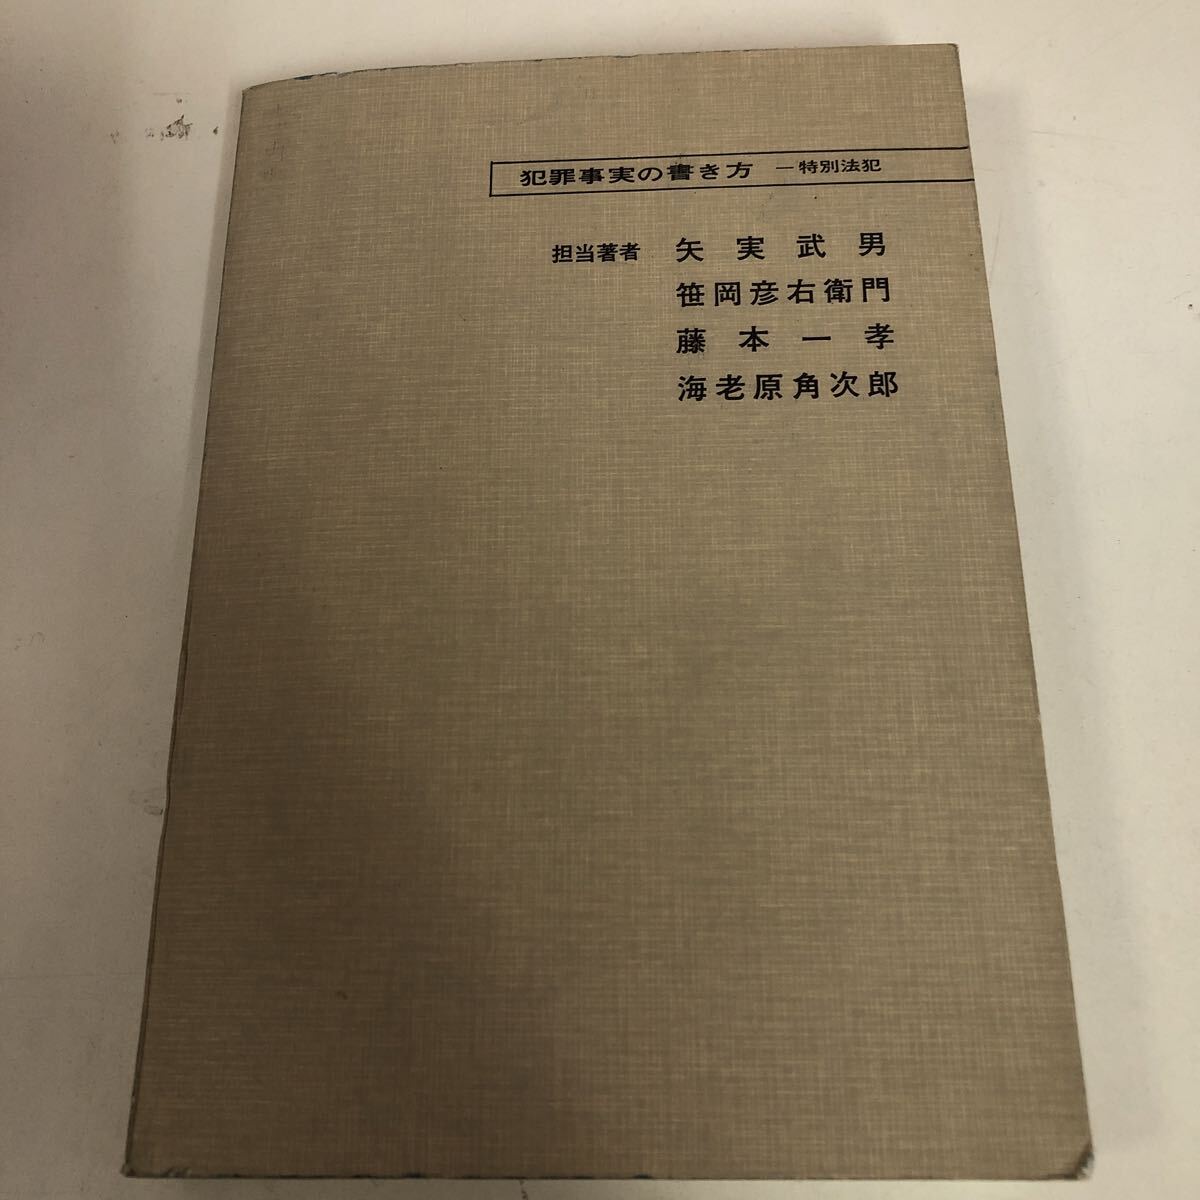 犯罪事実の書き方 ―特別法犯
担当著者 矢実武男
笹岡彦右衛門
藤本一孝
海老原角次郎